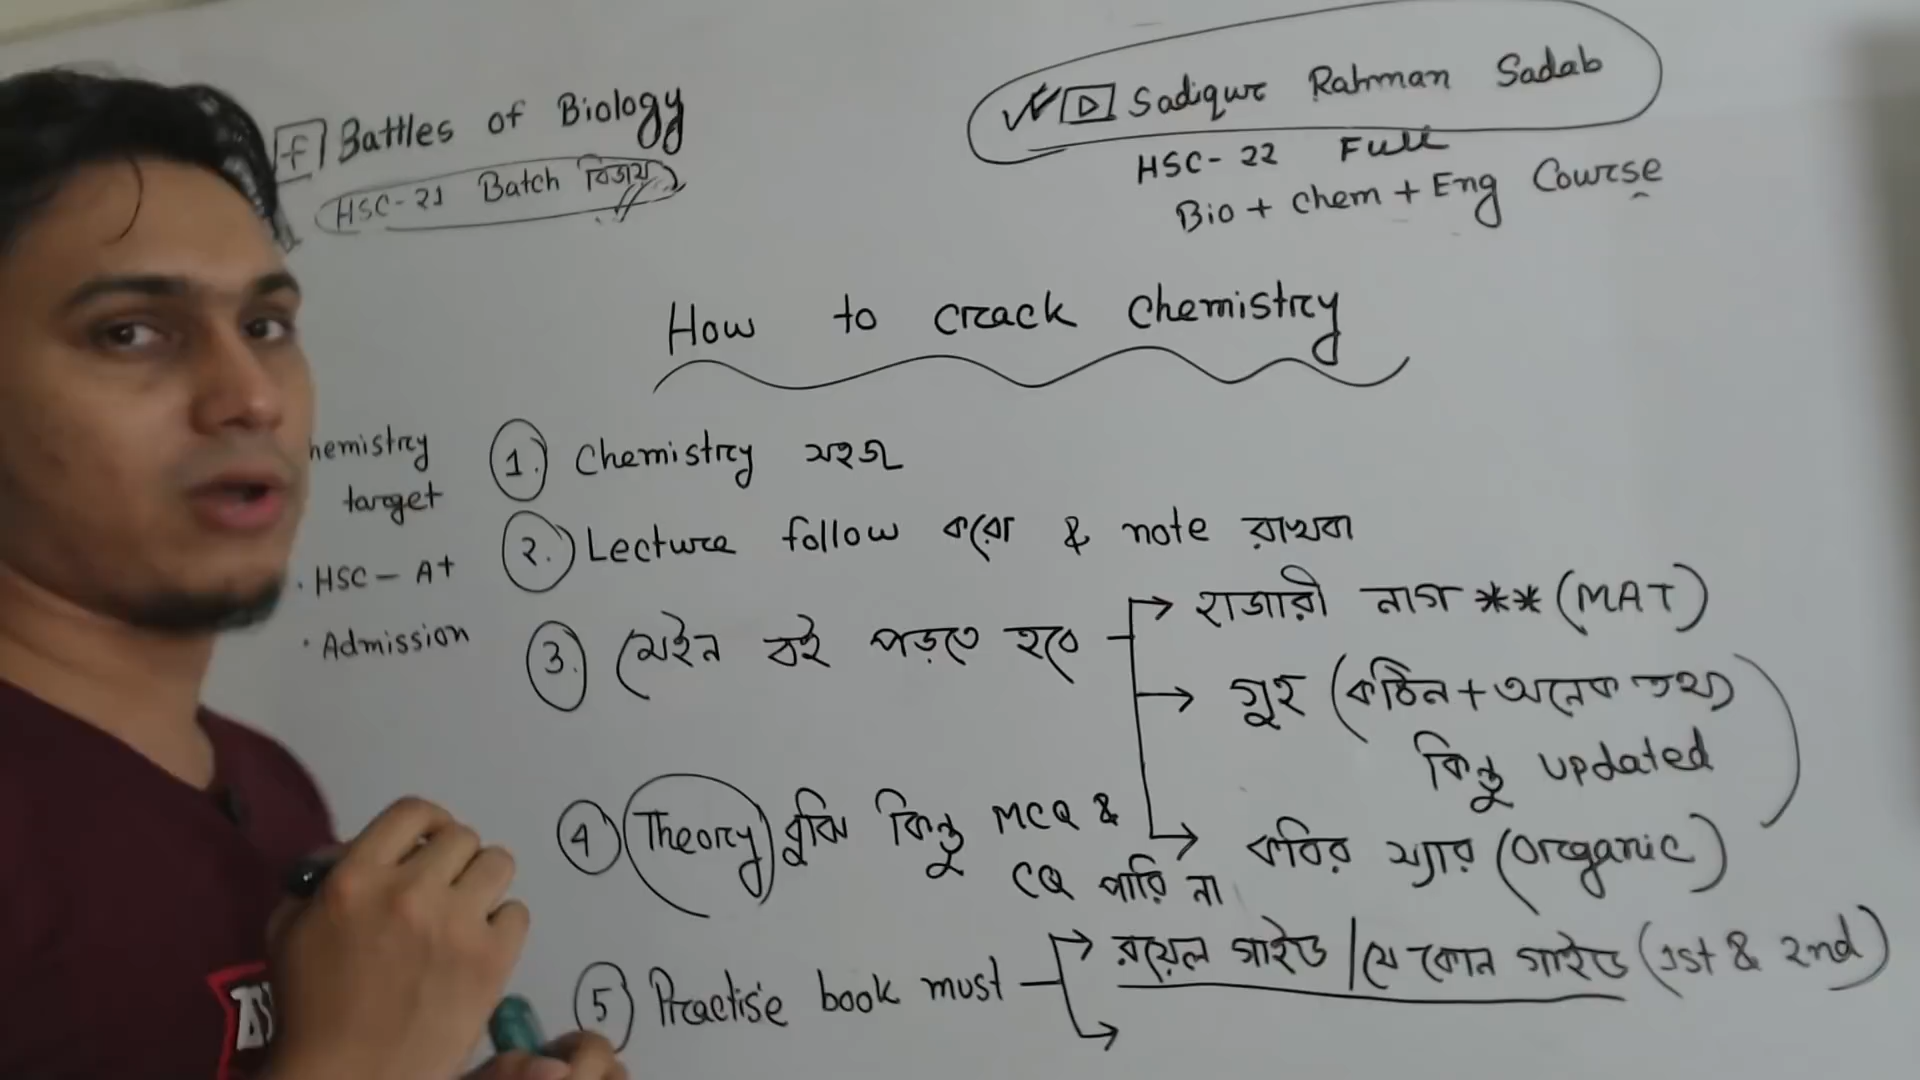 f Battles of Biology
HSC-21 Batch বিজয়
Sadiqur Rahman Sadab
HSC-22 Full
Bio + Chem + Eng Course
How to crack Chemistry
hemistry
target
· HSC - A+
· Admission
1. Chemistry সহজ
2. Lecture follow করো & note রাখবা
3. মেইন বই পড়তে হবে
→ হাজারী নাগ ** (MAT)
→ গুহ (কঠিন + অনেক তথ্য
কিন্তু updated)
→ কবির স্যার (Organic)
4 Theory বুঝি কিন্তু MCQ &
CQ পারি না
5 Practise book must
→ রয়েল গাইড / যে কোন গাইড (1st & 2nd)
→